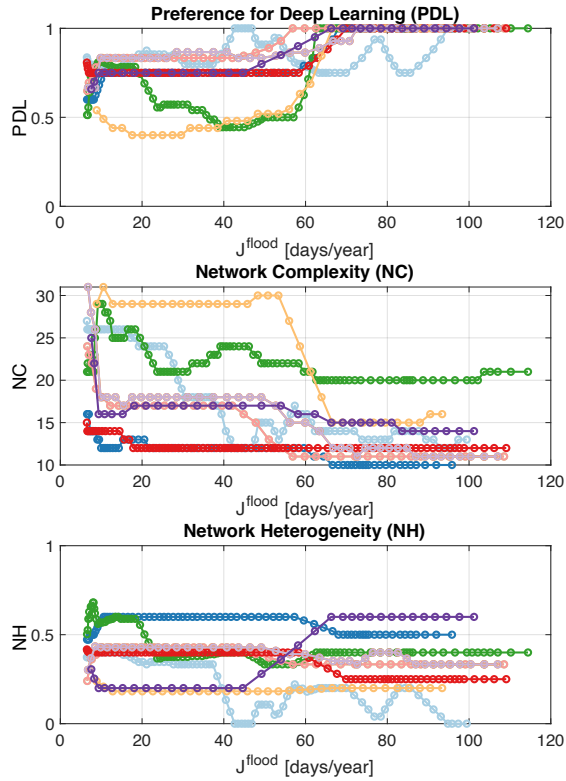 Preference for Deep Learning (PDL)
1
0.5
0
PDL
0 20 40 60 80 100 120
J^flood [days/year]
Network Complexity (NC)
30
25
20
15
10
NC
0 20 40 60 80 100 120
J^flood [days/year]
Network Heterogeneity (NH)
1
0.5
0
NH
0 20 40 60 80 100 120
J^flood [days/year]